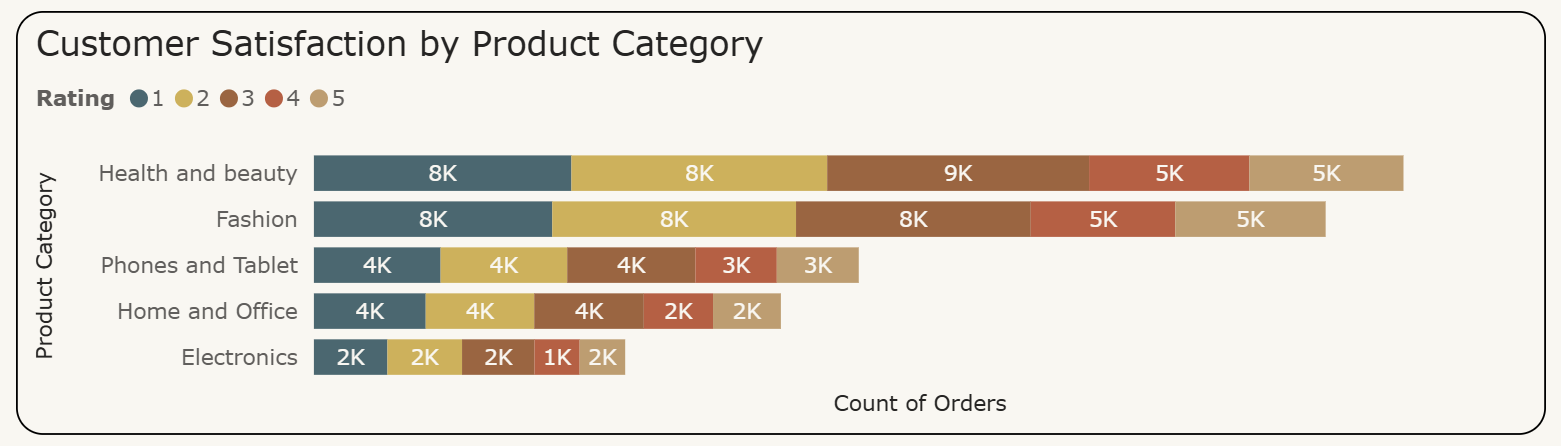 Customer Satisfaction by Product Category
Rating 1 2 3 4 5
Product Category
Health and beauty 8K 8K 9K 5K 5K
Fashion 8K 8K 8K 5K 5K
Phones and Tablet 4K 4K 4K 3K 3K
Home and Office 4K 4K 4K 2K 2K
Electronics 2K 2K 2K 1K 2K
Count of Orders